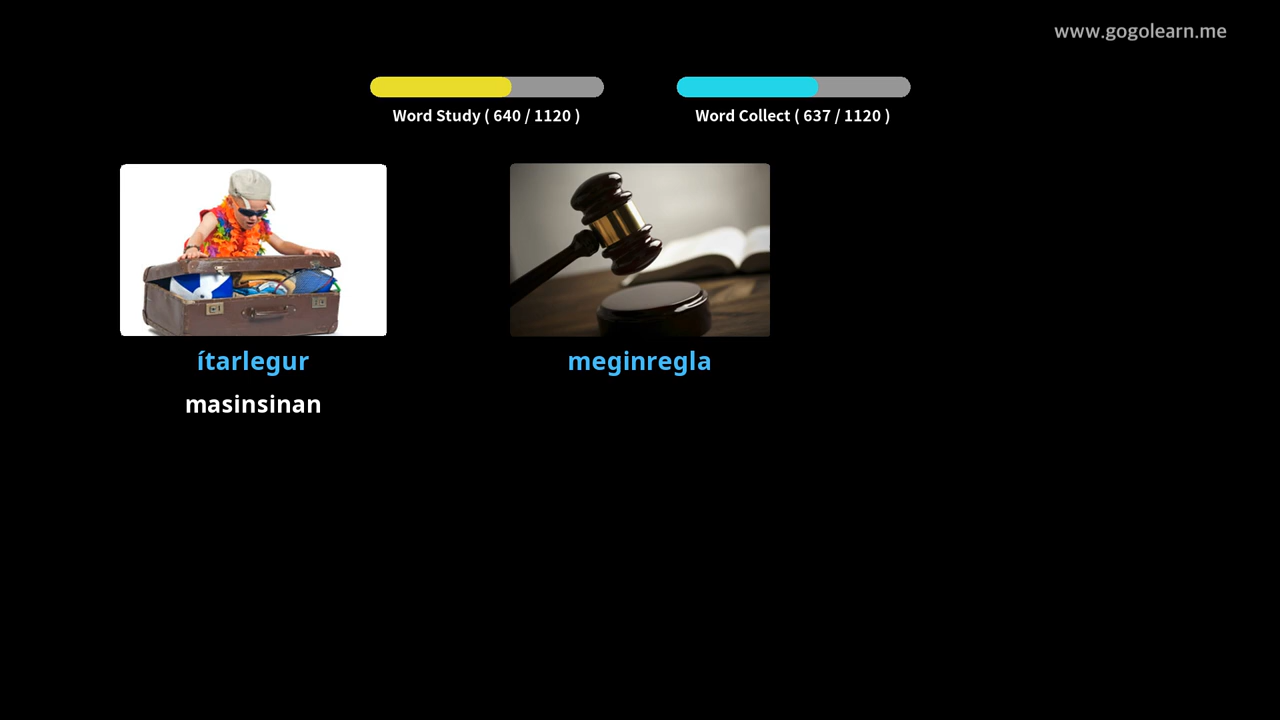 www.gogolearn.me
Word Study ( 640 / 1120 )
Word Collect ( 637 / 1120 )
ítarlegur
meginregla
masinsinan